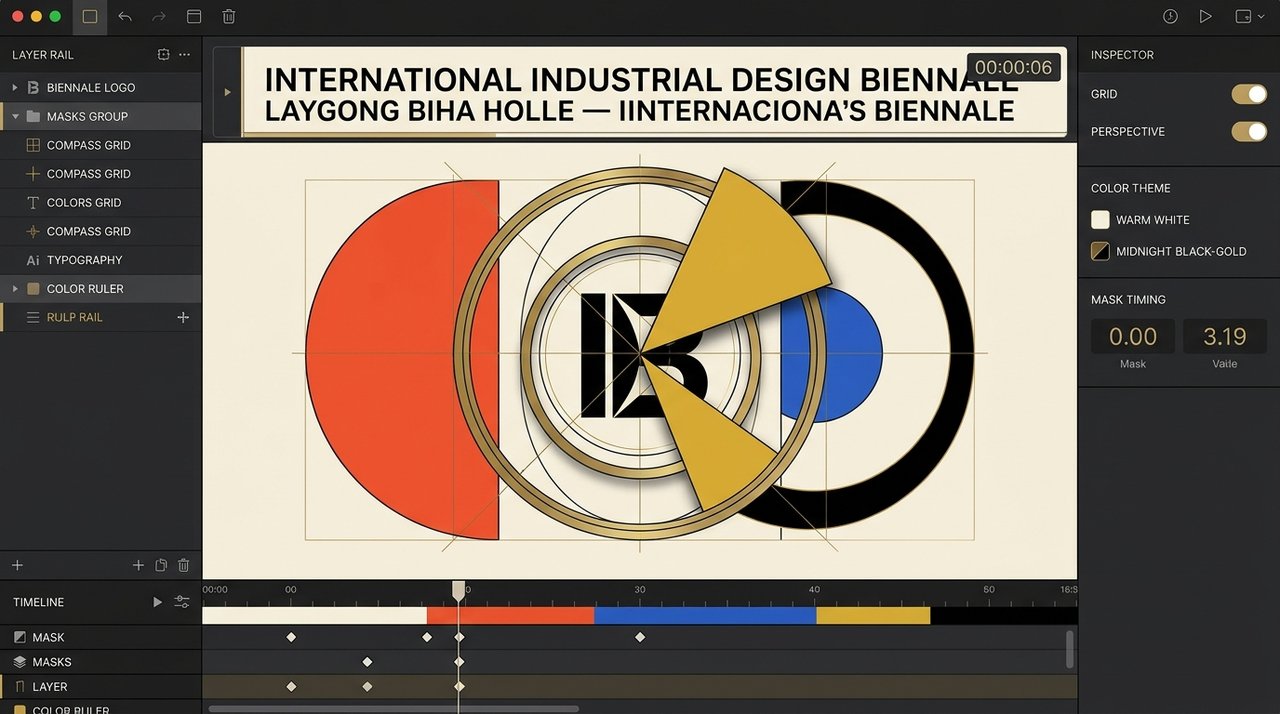 LAYER RAIL
BIENNALE LOGO
MASKS GROUP
COMPASS GRID
COMPASS GRID
COLORS GRID
COMPASS GRID
Ai TYPOGRAPHY
COLOR RULER
RULP RAIL
INTERNATIONAL INDUSTRIAL DESIGN BIENNALE
LAYGONG BIHA HOLLE — IINTERNACIONA'S BIENNALE
00:00:06
IB
INSPECTOR
GRID
PERSPECTIVE
COLOR THEME
WARM WHITE
MIDNIGHT BLACK-GOLD
MASK TIMING
0.00 3.19
Mask Vaite
TIMELINE
00:00 00 30 40 50
MASK
MASKS
LAYER
COLOR RULER